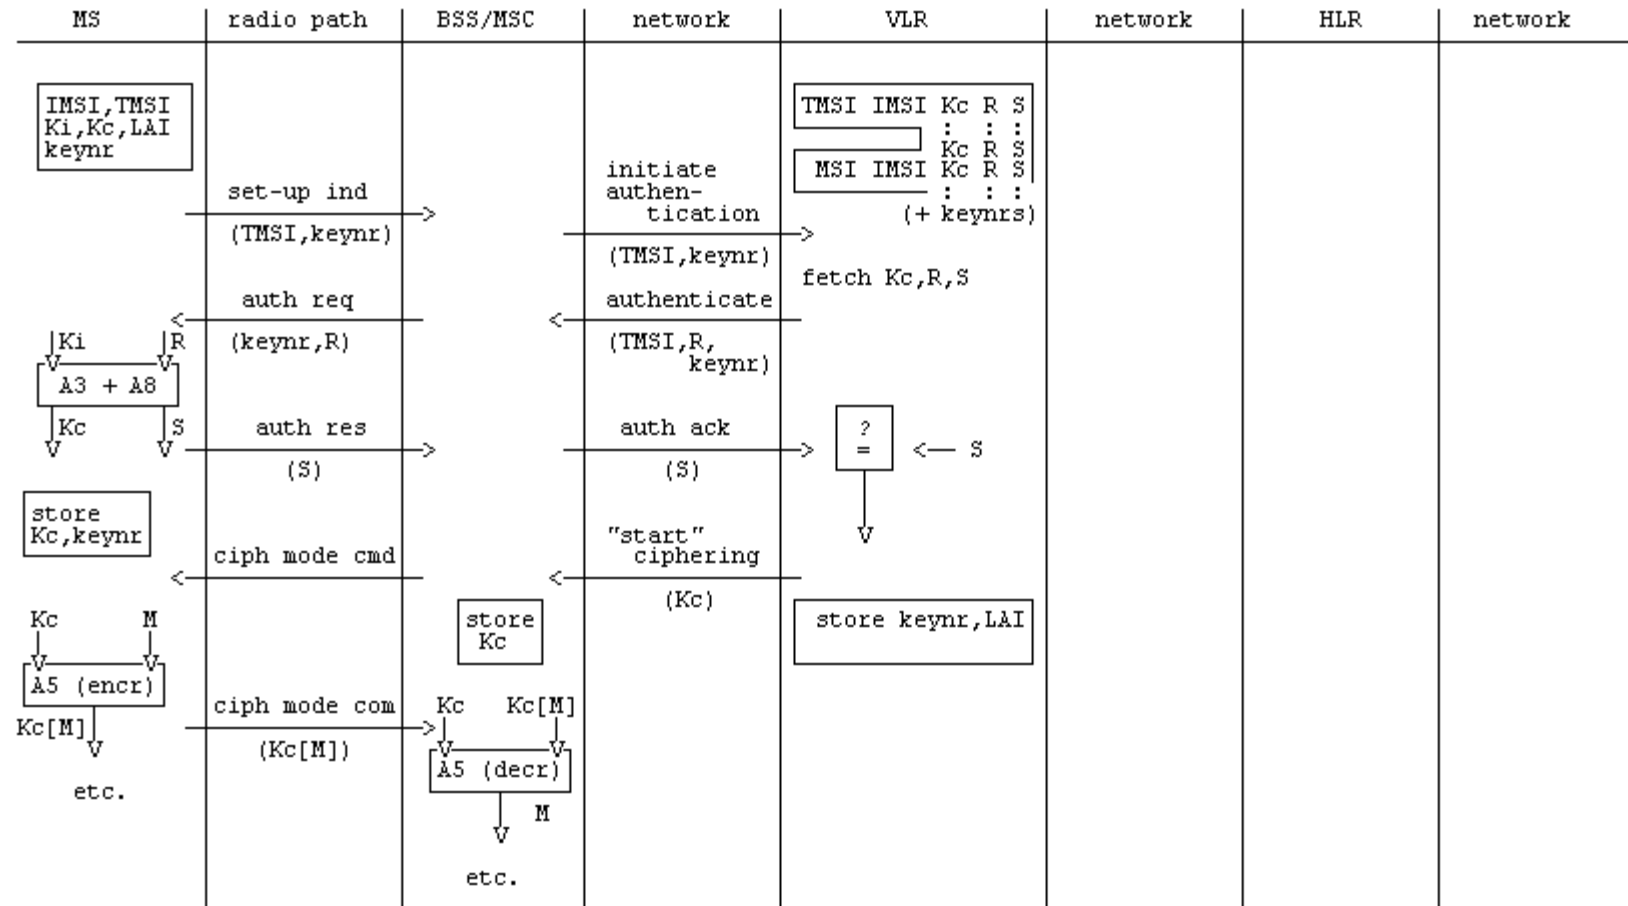 MS radio path BSS/MSC network VLR network HLR network
IMSI,TMSI
Ki,Kc,LAI
keynr
TMSI IMSI Kc R S
: : :
Kc R S
MSI IMSI Kc R S
: : :
(+ keynrs)
set-up ind
(TMSI,keynr)
initiate
authen-
tication
(TMSI,keynr)
fetch Kc,R,S
auth req
(keynr,R)
authenticate
(TMSI,R,
keynr)
Ki R
A3 + A8
Kc S
auth res
(S)
auth ack
(S)
?
=
S
store
Kc,keynr
ciph mode cmd
"start"
ciphering
(Kc)
store
Kc
store keynr,LAI
Kc M
A5 (encr)
Kc[M]
etc.
ciph mode com
(Kc[M])
Kc Kc[M]
A5 (decr)
M
etc.